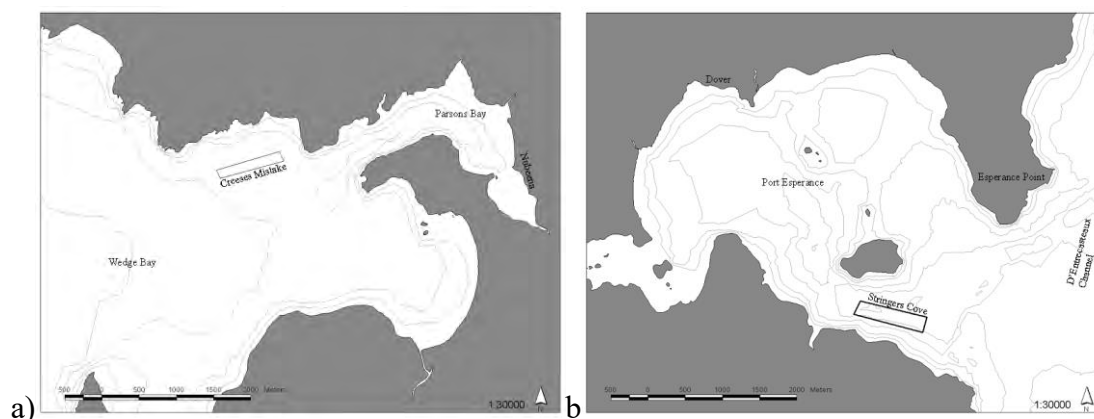 a)
Parsons Bay
Nubeena
Creeses Mistake
Wedge Bay
500 0 500 1000 1500 2000 Meters
1:30000
N
b
Dover
Port Esperance
Esperance Point
D'Entrecasteaux
Channel
Stringers Cove
500 0 500 1000 1500 2000 Meters
1:30000
N